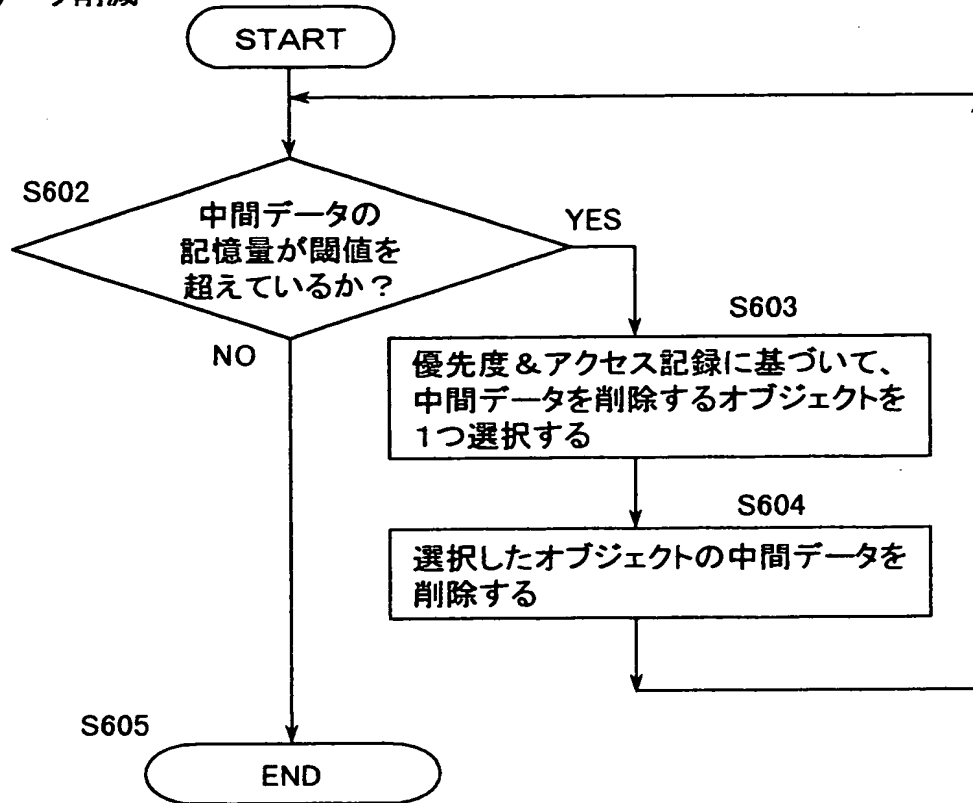 START
S602
中間データの
記憶量が閾値を
超えているか？
YES
NO
S603
優先度＆アクセス記録に基づいて、
中間データを削除するオブジェクトを
１つ選択する
S604
選択したオブジェクトの中間データを
削除する
S605
END